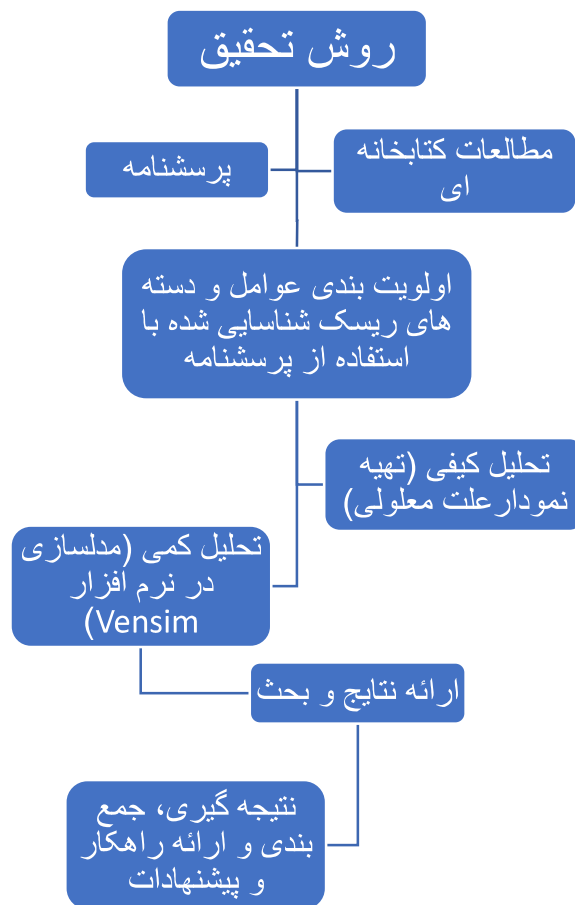 روش تحقیق
مطالعات کتابخانه
ای
پرسشنامه
اولویت بندی عوامل و دسته
های ریسک شناسایی شده با
استفاده از پرسشنامه
تحلیل کیفی (تهیه
نمودارعلت معلولی)
تحلیل کمی (مدلسازی
در نرم افزار
Vensim)
ارائه نتایج و بحث
نتیجه گیری، جمع
بندی و ارائه راهکار
و پیشنهادات